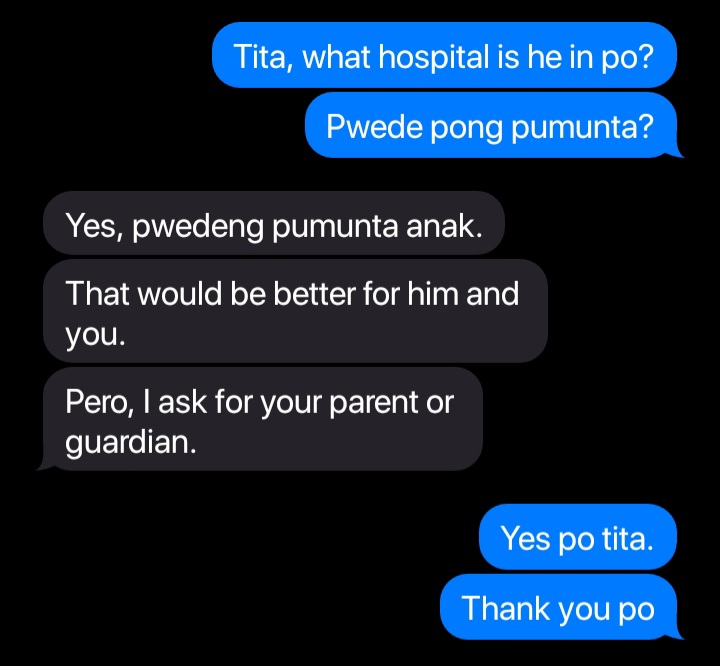 Tita, what hospital is he in po?
Pwede pong pumunta?
Yes, pwedeng pumunta anak.
That would be better for him and
you.
Pero, I ask for your parent or
guardian.
Yes po tita.
Thank you po